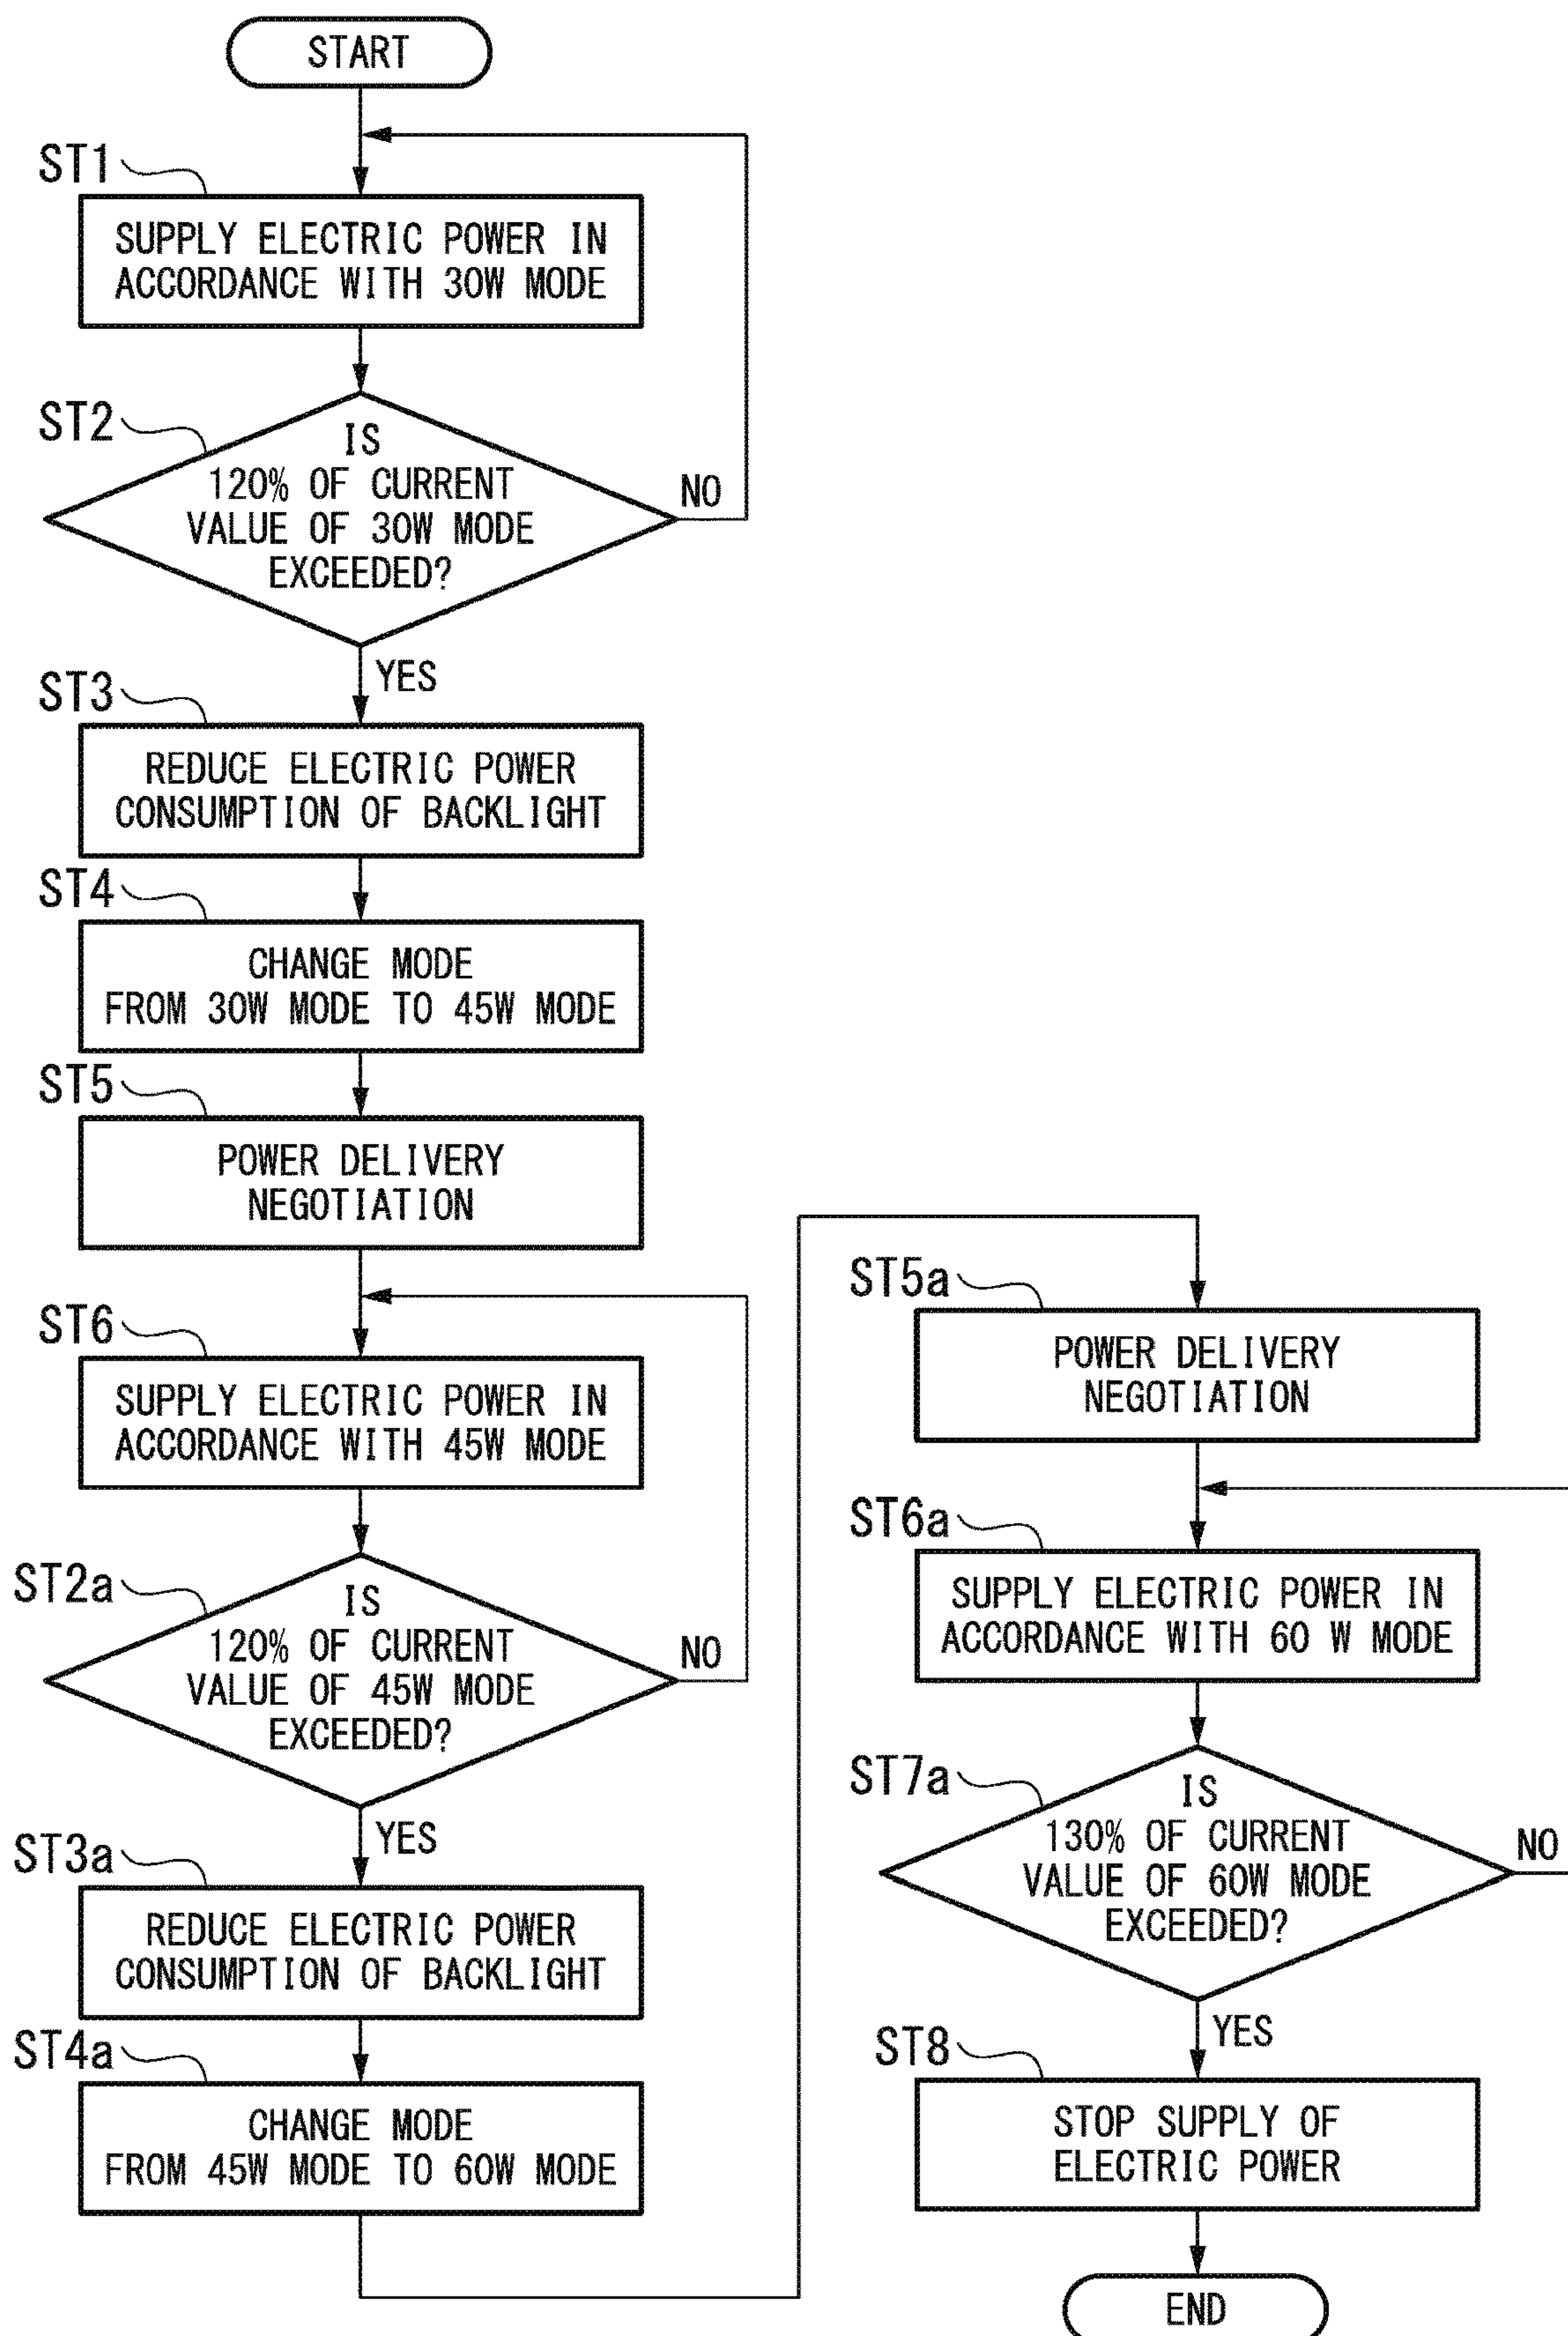 START
ST1
SUPPLY ELECTRIC POWER IN
ACCORDANCE WITH 30W MODE
ST2
IS
120% OF CURRENT
VALUE OF 30W MODE
EXCEEDED?
NO
YES
ST3
REDUCE ELECTRIC POWER
CONSUMPTION OF BACKLIGHT
ST4
CHANGE MODE
FROM 30W MODE TO 45W MODE
ST5
POWER DELIVERY
NEGOTIATION
ST6
SUPPLY ELECTRIC POWER IN
ACCORDANCE WITH 45W MODE
ST2a
IS
120% OF CURRENT
VALUE OF 45W MODE
EXCEEDED?
NO
YES
ST3a
REDUCE ELECTRIC POWER
CONSUMPTION OF BACKLIGHT
ST4a
CHANGE MODE
FROM 45W MODE TO 60W MODE
ST5a
POWER DELIVERY
NEGOTIATION
ST6a
SUPPLY ELECTRIC POWER IN
ACCORDANCE WITH 60 W MODE
ST7a
IS
130% OF CURRENT
VALUE OF 60W MODE
EXCEEDED?
NO
YES
ST8
STOP SUPPLY OF
ELECTRIC POWER
END